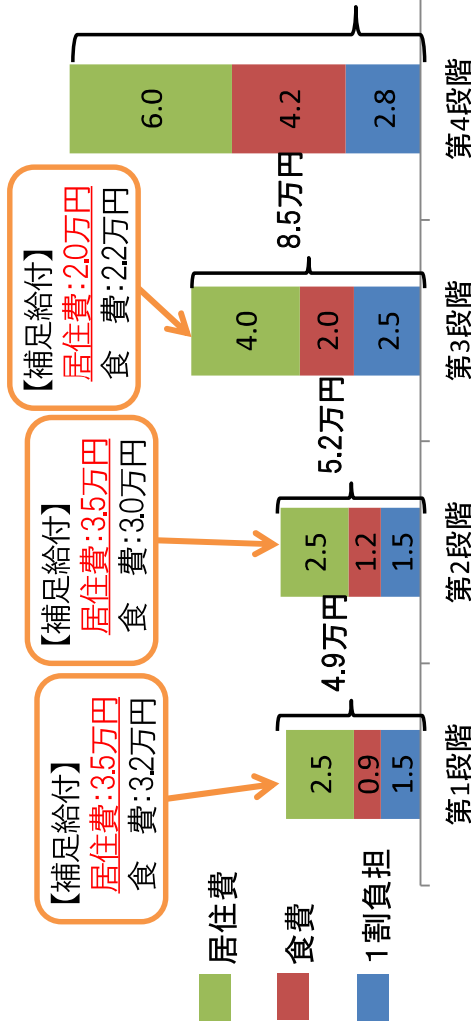 【補足給付】
居住費：3.5万円
食　費：3.2万円
【補足給付】
居住費：3.5万円
食　費：3.0万円
【補足給付】
居住費：2.0万円
食　費：2.2万円
居住費
食費
1割負担
2.5
0.9
1.5
4.9万円
2.5
1.2
1.5
5.2万円
4.0
2.0
2.5
8.5万円
6.0
4.2
2.8
第1段階
第2段階
第3段階
第4段階